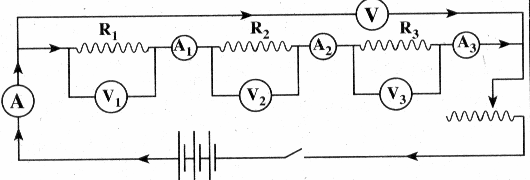 V
R₁ R₂ R₃
A₁ A₂ A₃
V₁ V₂ V₃
A